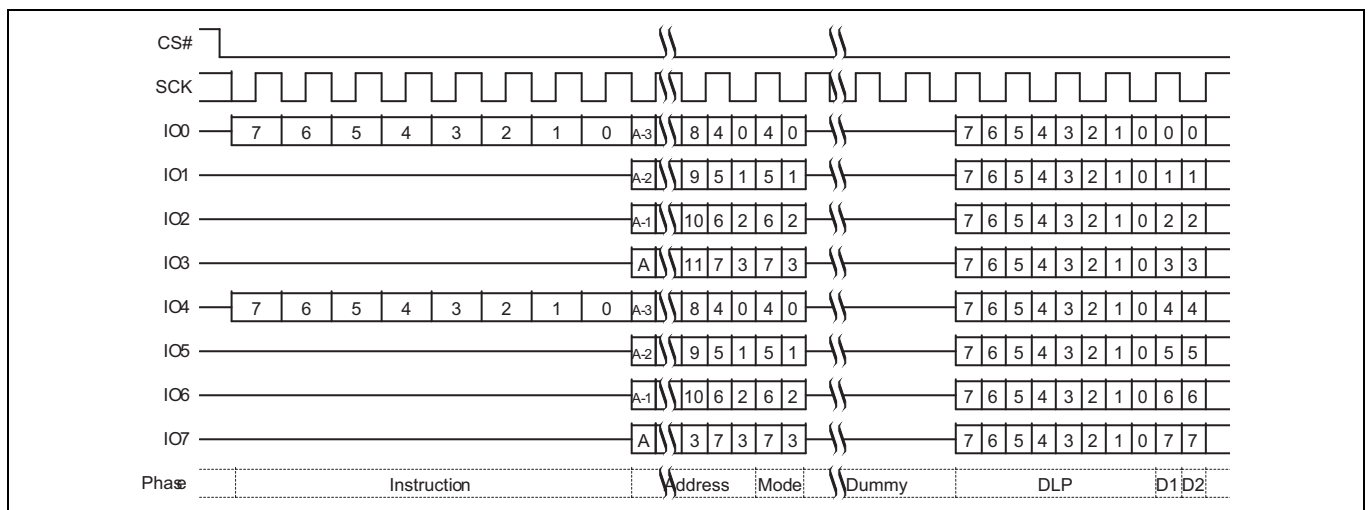 CS#
SCK
IO0 7 6 5 4 3 2 1 0 A-3 8 4 0 4 0 7 6 5 4 3 2 1 0 0 0
IO1 A-2 9 5 1 5 1 7 6 5 4 3 2 1 0 1 1
IO2 A-1 10 6 2 6 2 7 6 5 4 3 2 1 0 2 2
IO3 A 11 7 3 7 3 7 6 5 4 3 2 1 0 3 3
IO4 7 6 5 4 3 2 1 0 A-3 8 4 0 4 0 7 6 5 4 3 2 1 0 4 4
IO5 A-2 9 5 1 5 1 7 6 5 4 3 2 1 0 5 5
IO6 A-1 10 6 2 6 2 7 6 5 4 3 2 1 0 6 6
IO7 A 3 7 3 7 3 7 6 5 4 3 2 1 0 7 7
Phase Instruction Address Mode Dummy DLP D1 D2